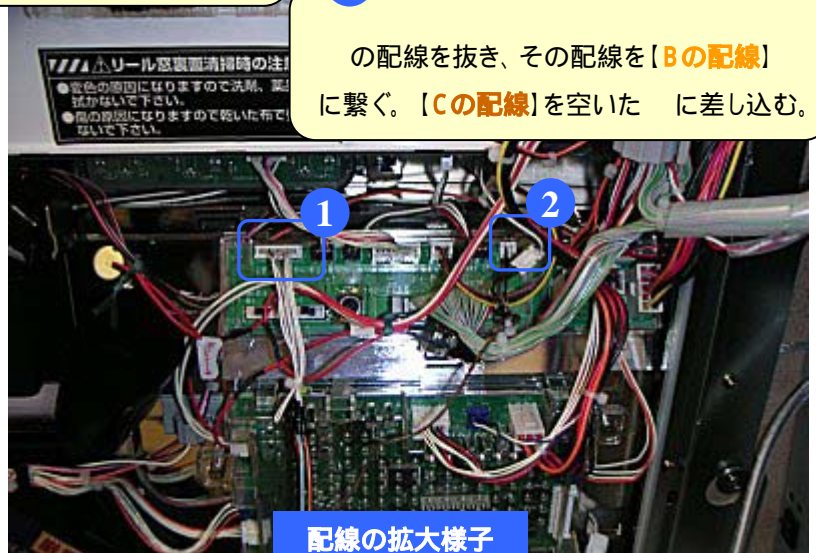 の配線を抜き、その配線を【Bの配線】
に繋ぐ。【Cの配線】を空いた　に差し込む。
リール窓裏面清掃時の注
●変色の原因になりますので洗剤、薬
拭かないで下さい。
●傷の原因になりますので乾いた布で
ないで下さい。
1
2
配線の拡大様子